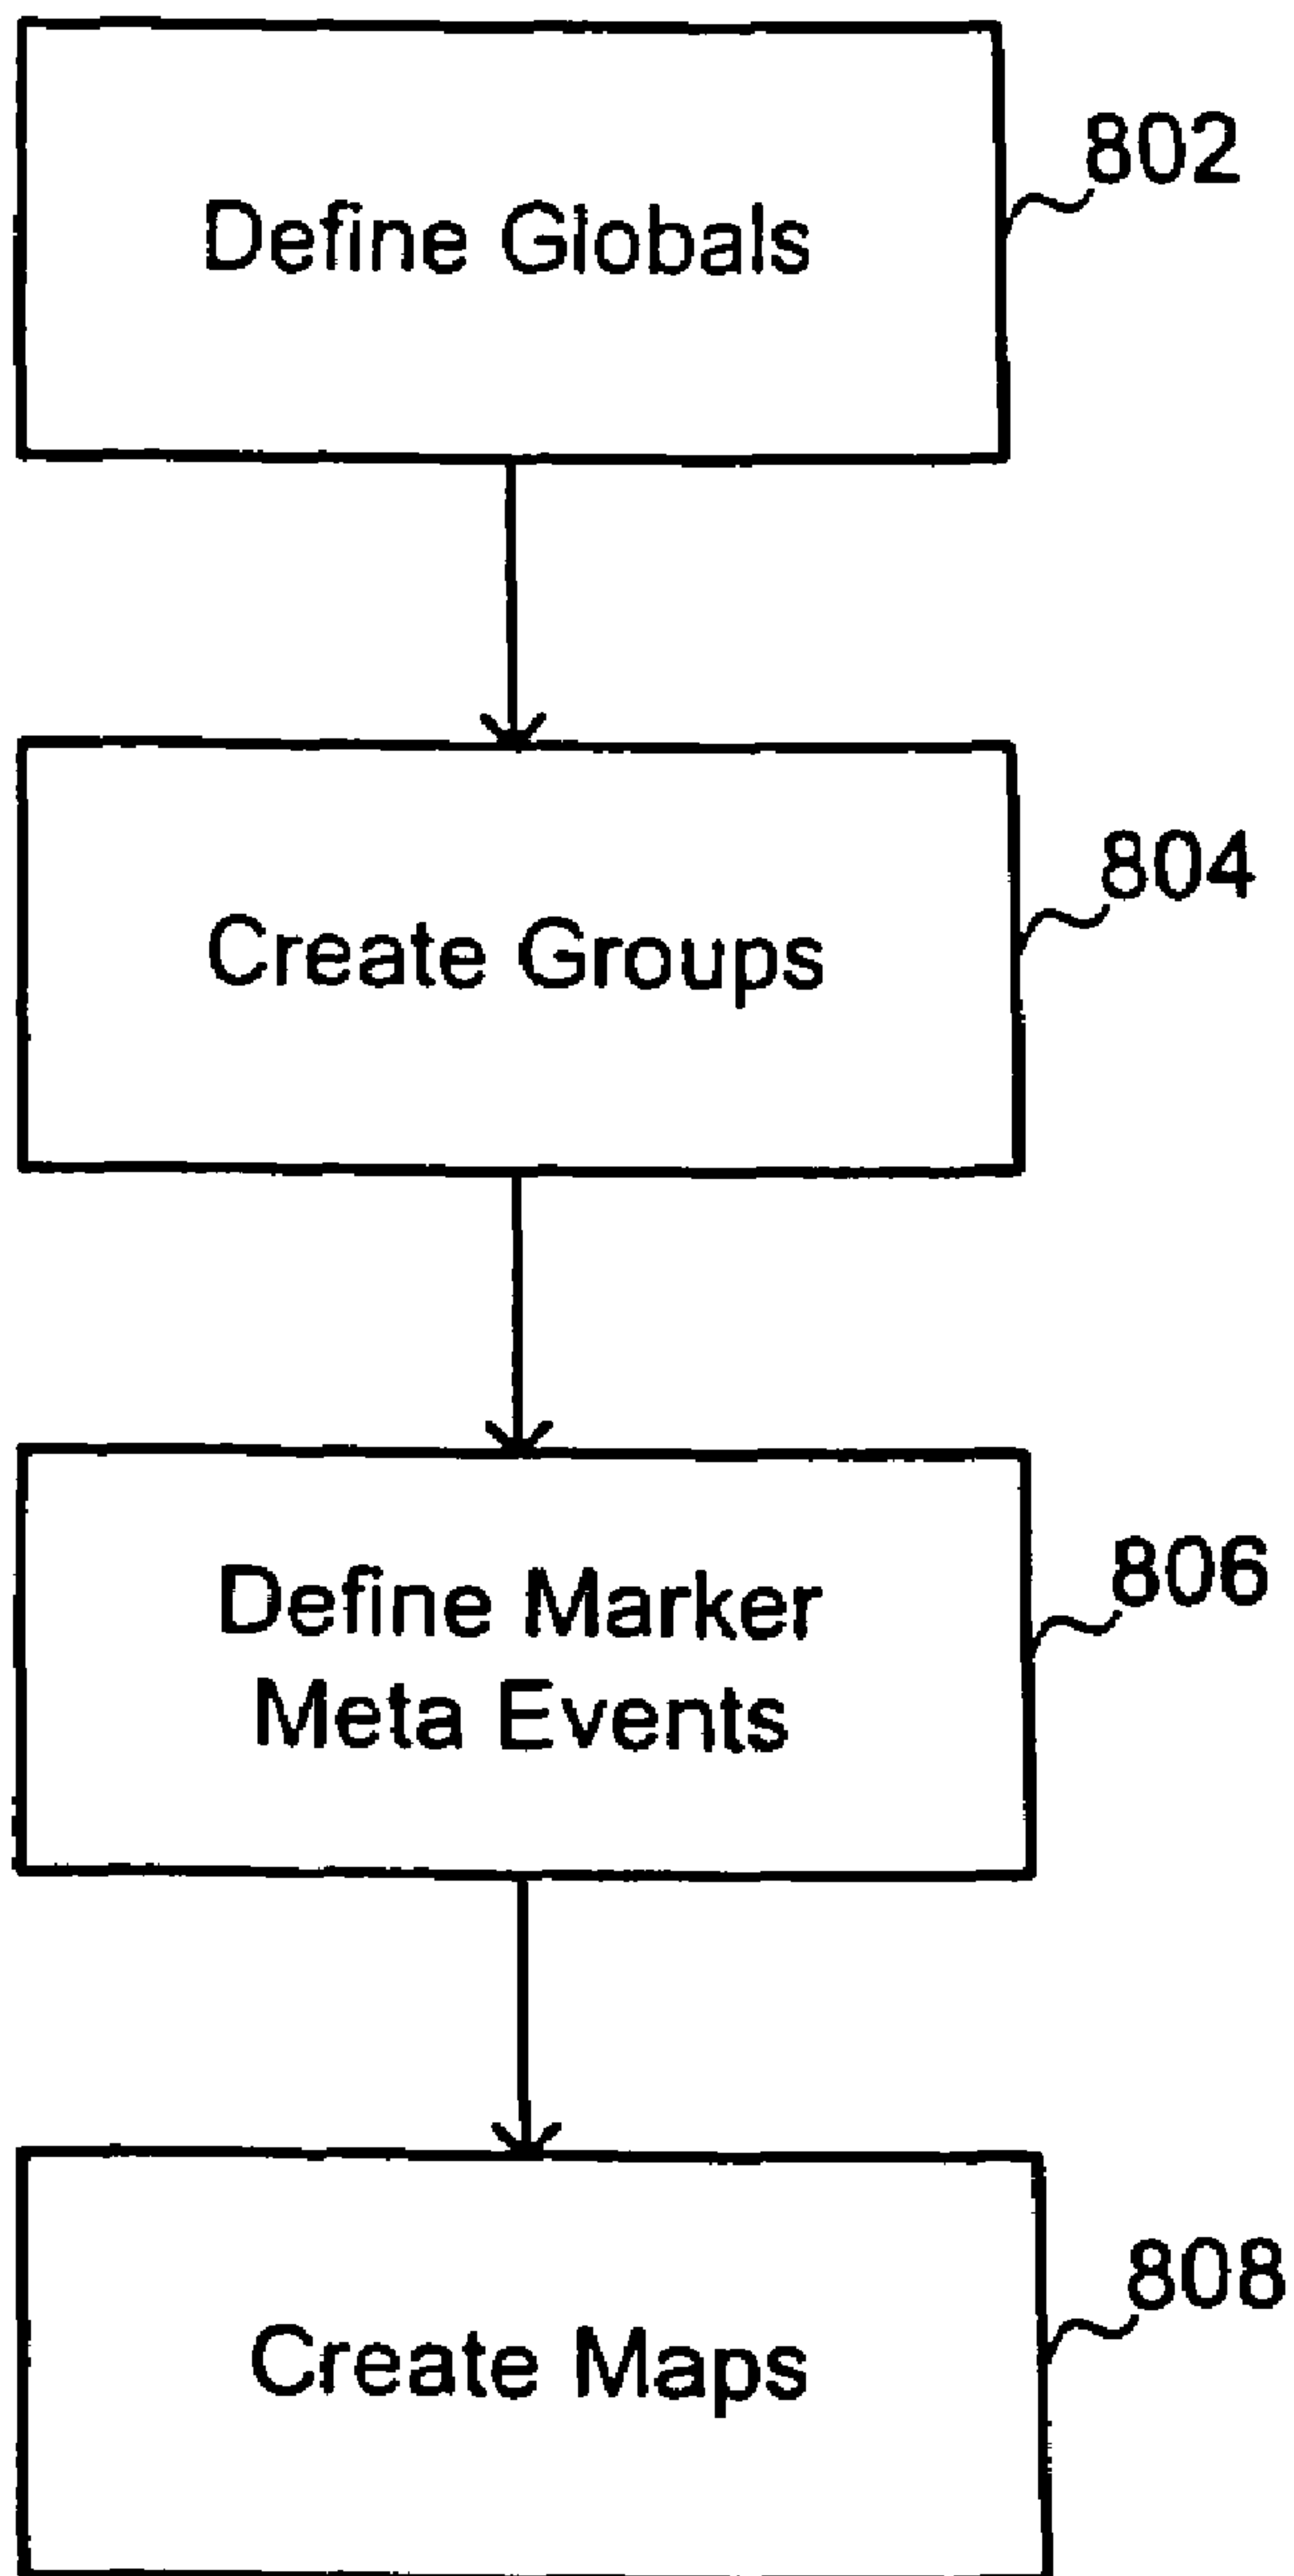 Define Globals
802
Create Groups
804
Define Marker
Meta Events
806
Create Maps
808